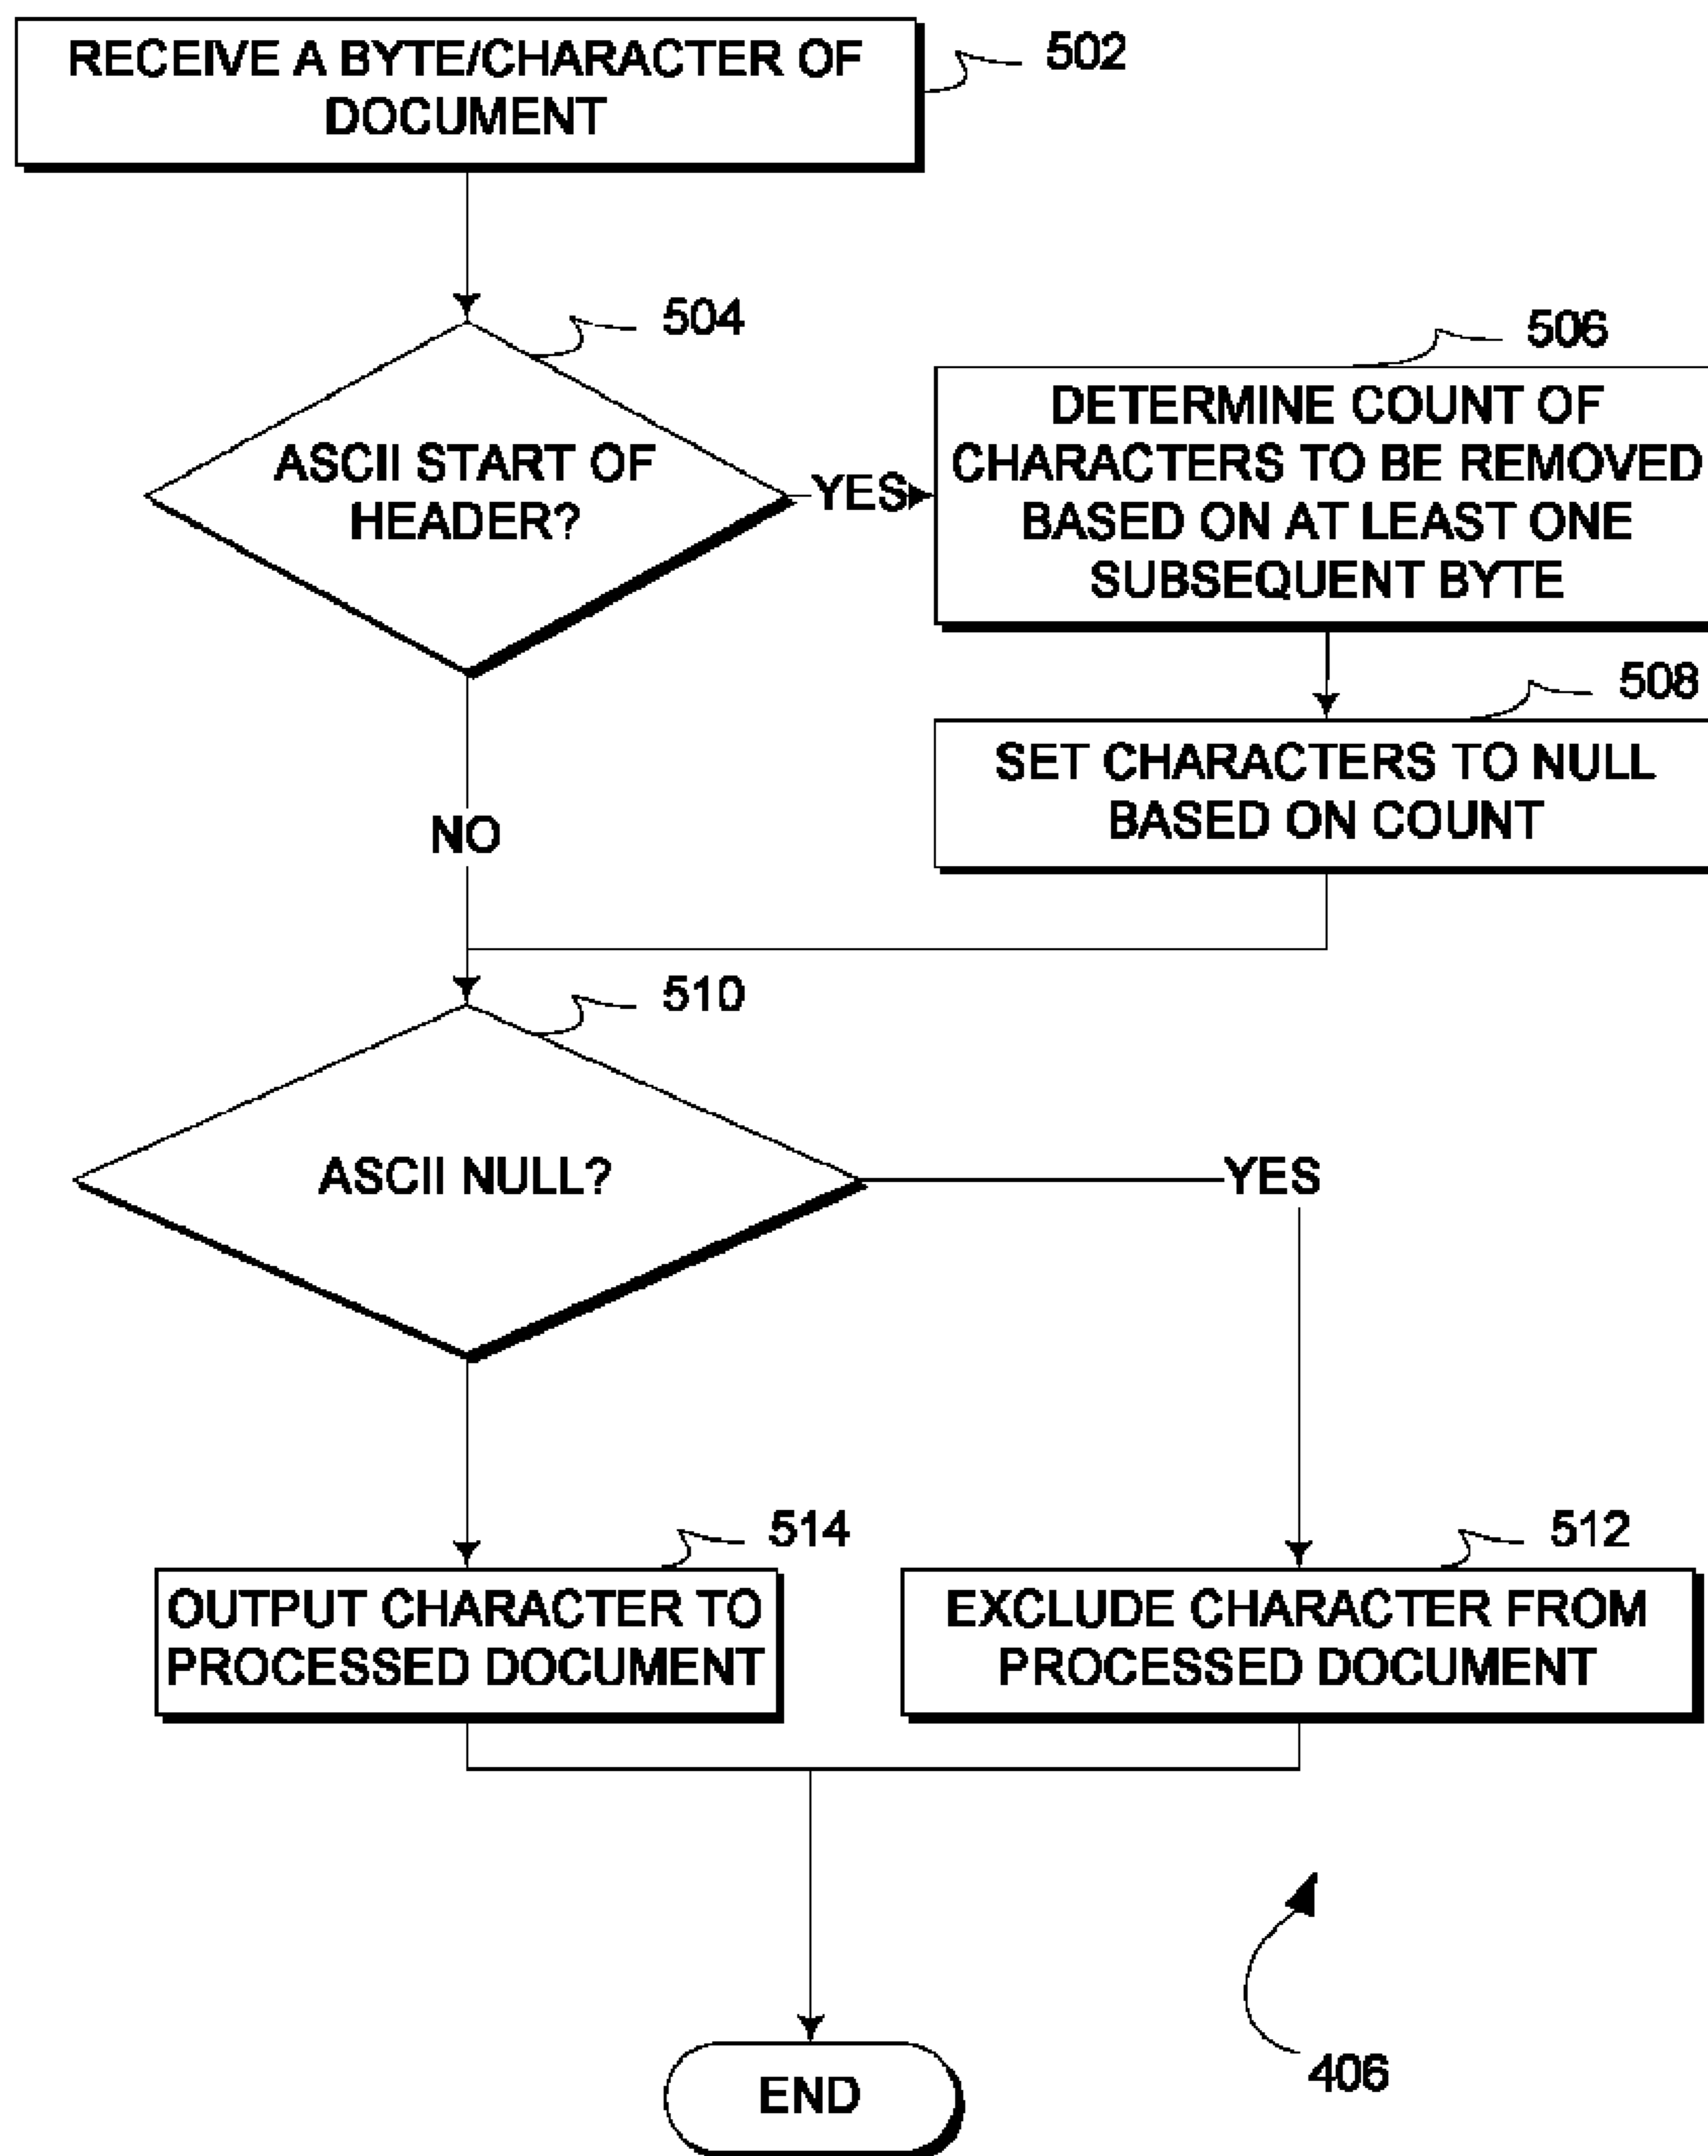 RECEIVE A BYTE/CHARACTER OF
DOCUMENT
502
504
ASCII START OF
HEADER?
YES
506
DETERMINE COUNT OF
CHARACTERS TO BE REMOVED
BASED ON AT LEAST ONE
SUBSEQUENT BYTE
508
SET CHARACTERS TO NULL
BASED ON COUNT
NO
510
ASCII NULL?
YES
514
OUTPUT CHARACTER TO
PROCESSED DOCUMENT
512
EXCLUDE CHARACTER FROM
PROCESSED DOCUMENT
406
END